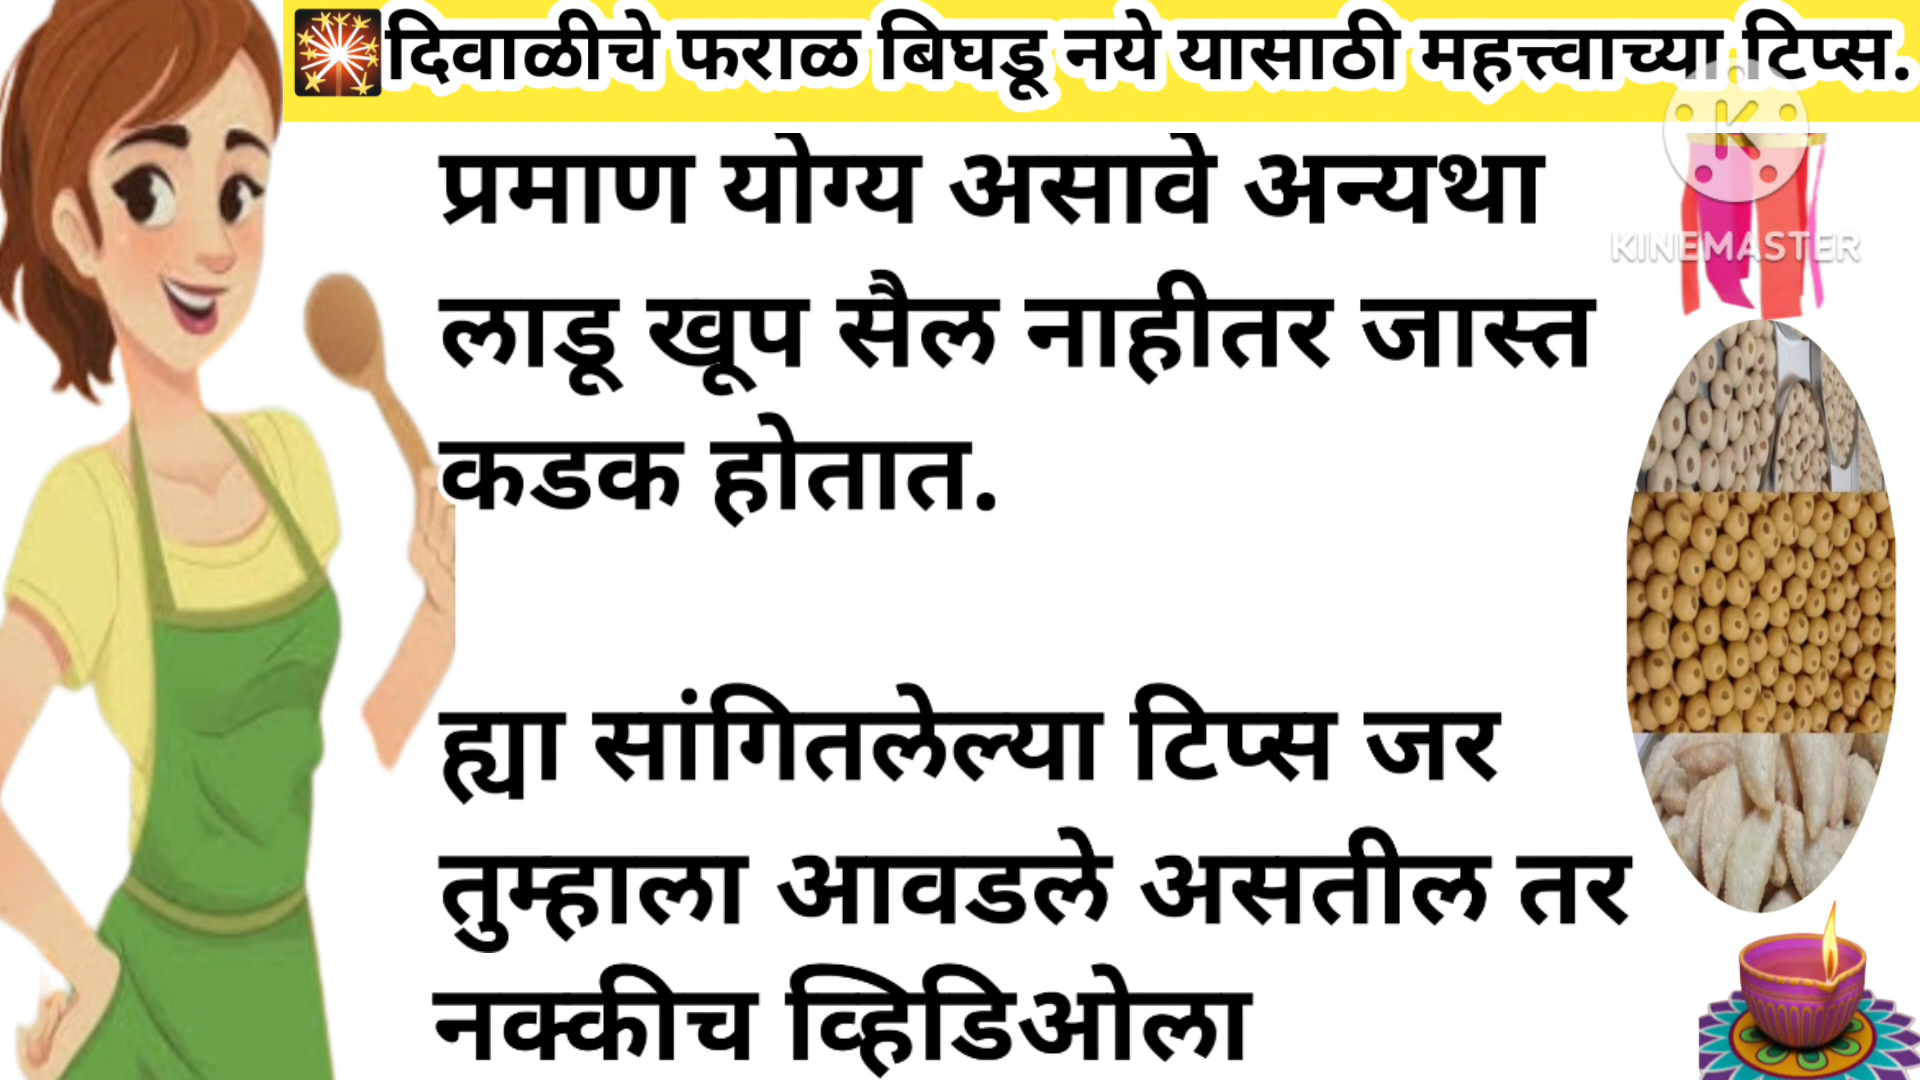 दिवाळीचे फराळ बिघडू नये यासाठी महत्त्वाच्या टिप्स.
प्रमाण योग्य असावे अन्यथा
लाडू खूप सैल नाहीतर जास्त
कडक होतात.
ह्या सांगितलेल्या टिप्स जर
तुम्हाला आवडले असतील तर
नक्कीच व्हिडिओला
K
KINEMASTER